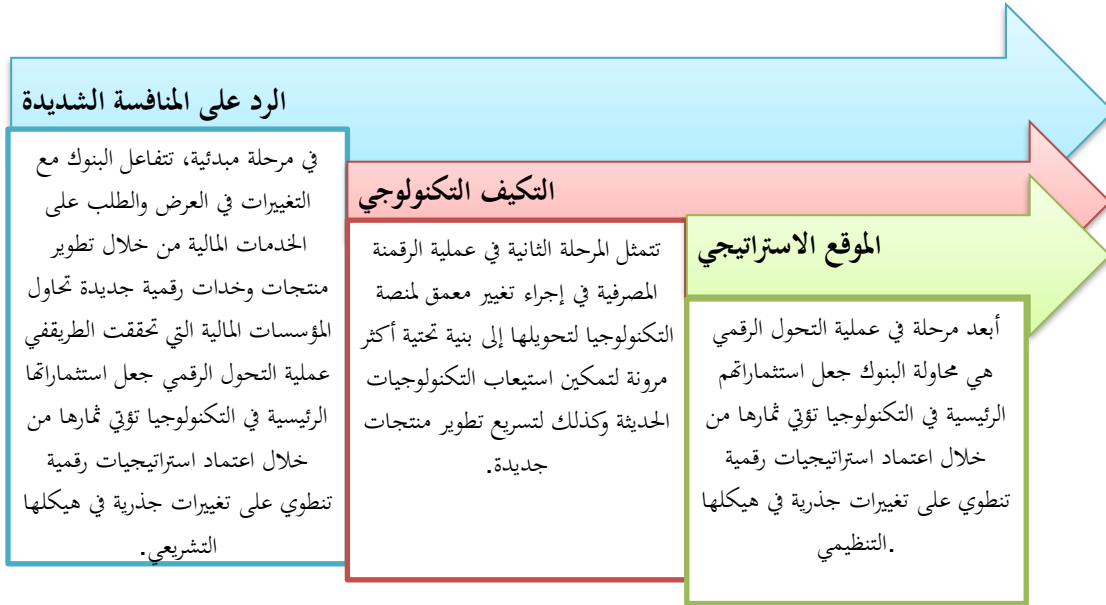 الرد على المنافسة الشديدة
في مرحلة مبدئية، تتفاعل البنوك مع
التغييرات في العرض والطلب على
الخدمات المالية من خلال تطوير
منتجات وخدات رقمية جديدة تحاول
المؤسسات المالية التي تحققت الطريقفي
عملية التحول الرقمي جعل استثماراتها
الرئيسية في التكنولوجيا تؤتي ثمارها من
خلال اعتماد استراتيجيات رقمية
تنطوي على تغييرات جذرية في هيكلها
التشريعي.
التكيف التكنولوجي
تتمثل المرحلة الثانية في عملية الرقمنة
المصرفية في إجراء تغيير معمق لمنصة
التكنولوجيا لتحويلها إلى بنية تحتية أكثر
مرونة لتمكين استيعاب التكنولوجيات
الحديثة وكذلك لتسريع تطوير منتجات
جديدة.
الموقع الاستراتيجي
أبعد مرحلة في عملية التحول الرقمي
هي محاولة البنوك جعل استثماراتهم
الرئيسية في التكنولوجيا تؤتي ثمارها من
خلال اعتماد استراتيجيات رقمية
تنطوي على تغييرات جذرية في هيكلها
.التنظيمي